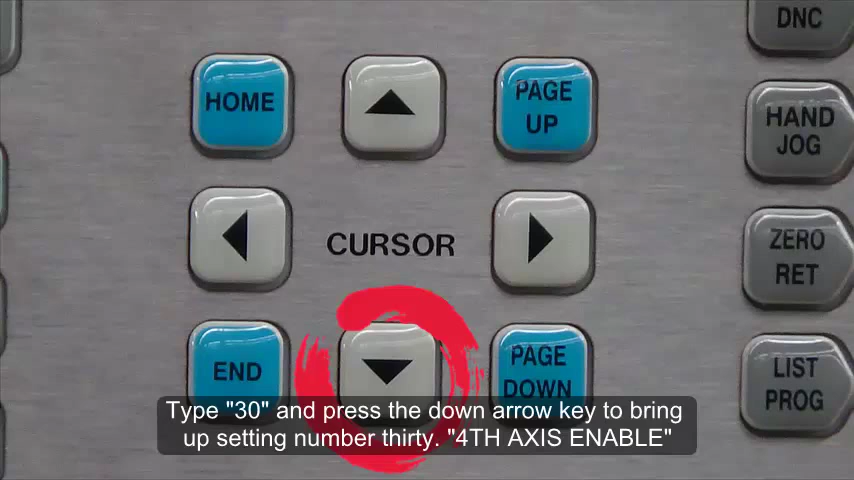 DNC
HOME
PAGE
UP
HAND
JOG
CURSOR
ZERO
RET
END
PAGE
DOWN
LIST
PROG
Type "30" and press the down arrow key to bring
up setting number thirty. "4TH AXIS ENABLE"